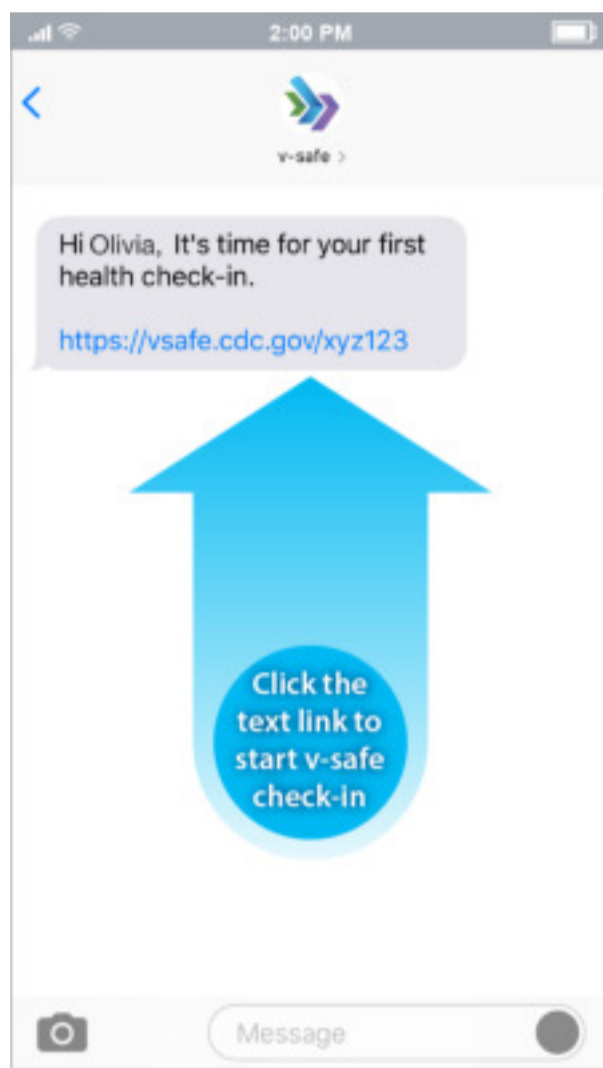 2:00 PM
v-safe >
Hi Olivia, It's time for your first
health check-in.
https://vsafe.cdc.gov/xyz123
Click the
text link to
start v-safe
check-in
Message